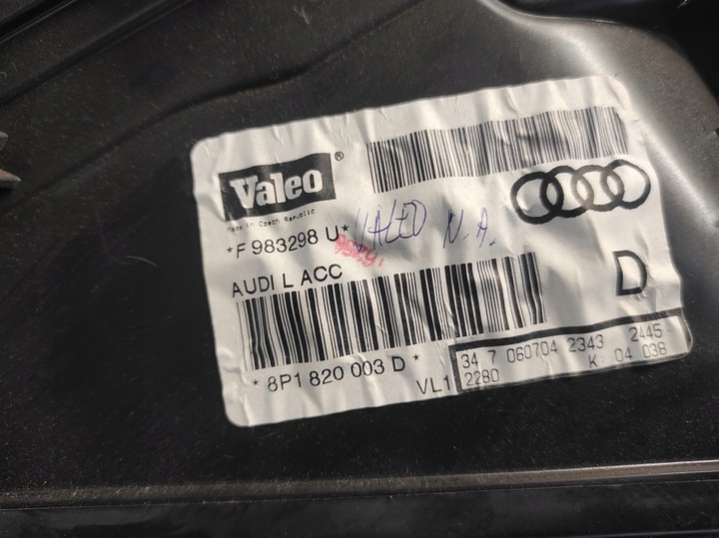 Valeo ®
Made in Czech Republic
*F 983298 U*
VALEO N.A.
AUDI L ACC
D
* 8P1 820 003 D *
VL1
34 7 060704 2343 2445
2280 K 04 038